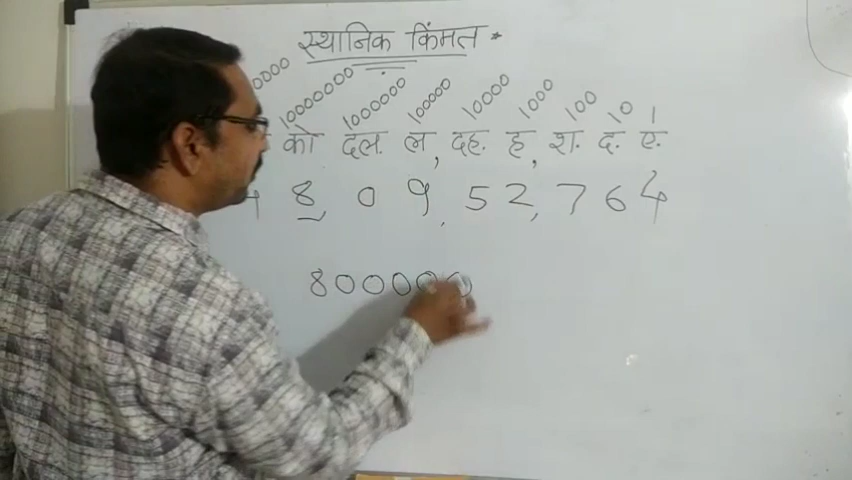 स्थानिक किंमत *
0000 10000000 1000000 100000 10000 1000 100 10 1
को दल. ल, दह. ह, श. द. ए.
8, 0 9, 5 2, 7 6 4
800000